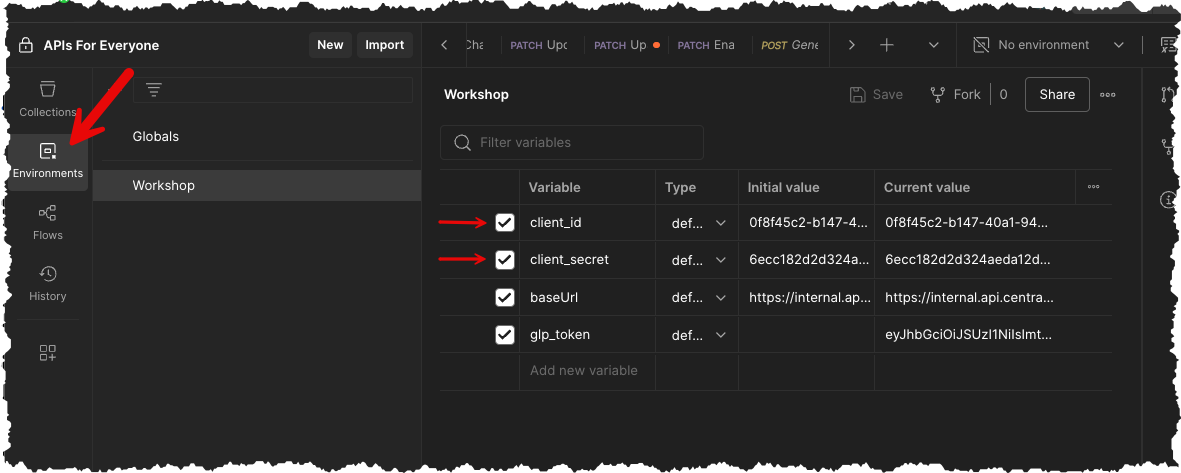 APIs For Everyone
New
Import
Cha
PATCH Upc
PATCH Up
PATCH Ena
POST Gene
No environment
Collections
Environments
Flows
History
Globals
Workshop
Workshop
Save
Fork
0
Share
Filter variables
Variable Type Initial value Current value
client_id def... 0f8f45c2-b147-4... 0f8f45c2-b147-40a1-94...
client_secret def... 6ecc182d2d324a... 6ecc182d2d324aeda12d...
baseUrl def... https://internal.ap... https://internal.api.centra...
glp_token def... eyJhbGciOiJSUzI1NiIsImt...
Add new variable